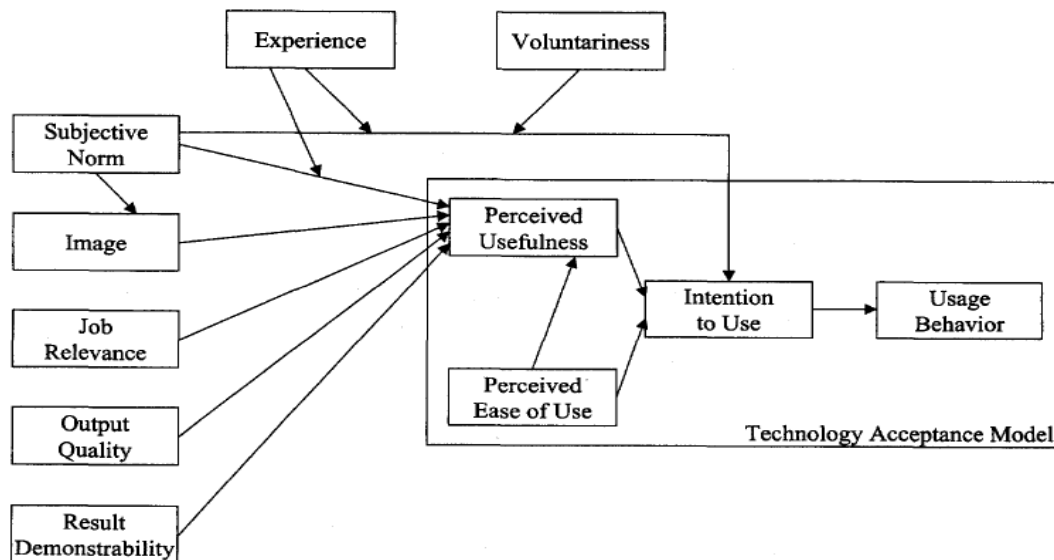 Experience
Voluntariness
Subjective
Norm
Image
Perceived
Usefulness
Job
Relevance
Intention
to Use
Usage
Behavior
Perceived
Ease of Use
Output
Quality
Technology Acceptance Model
Result
Demonstrability